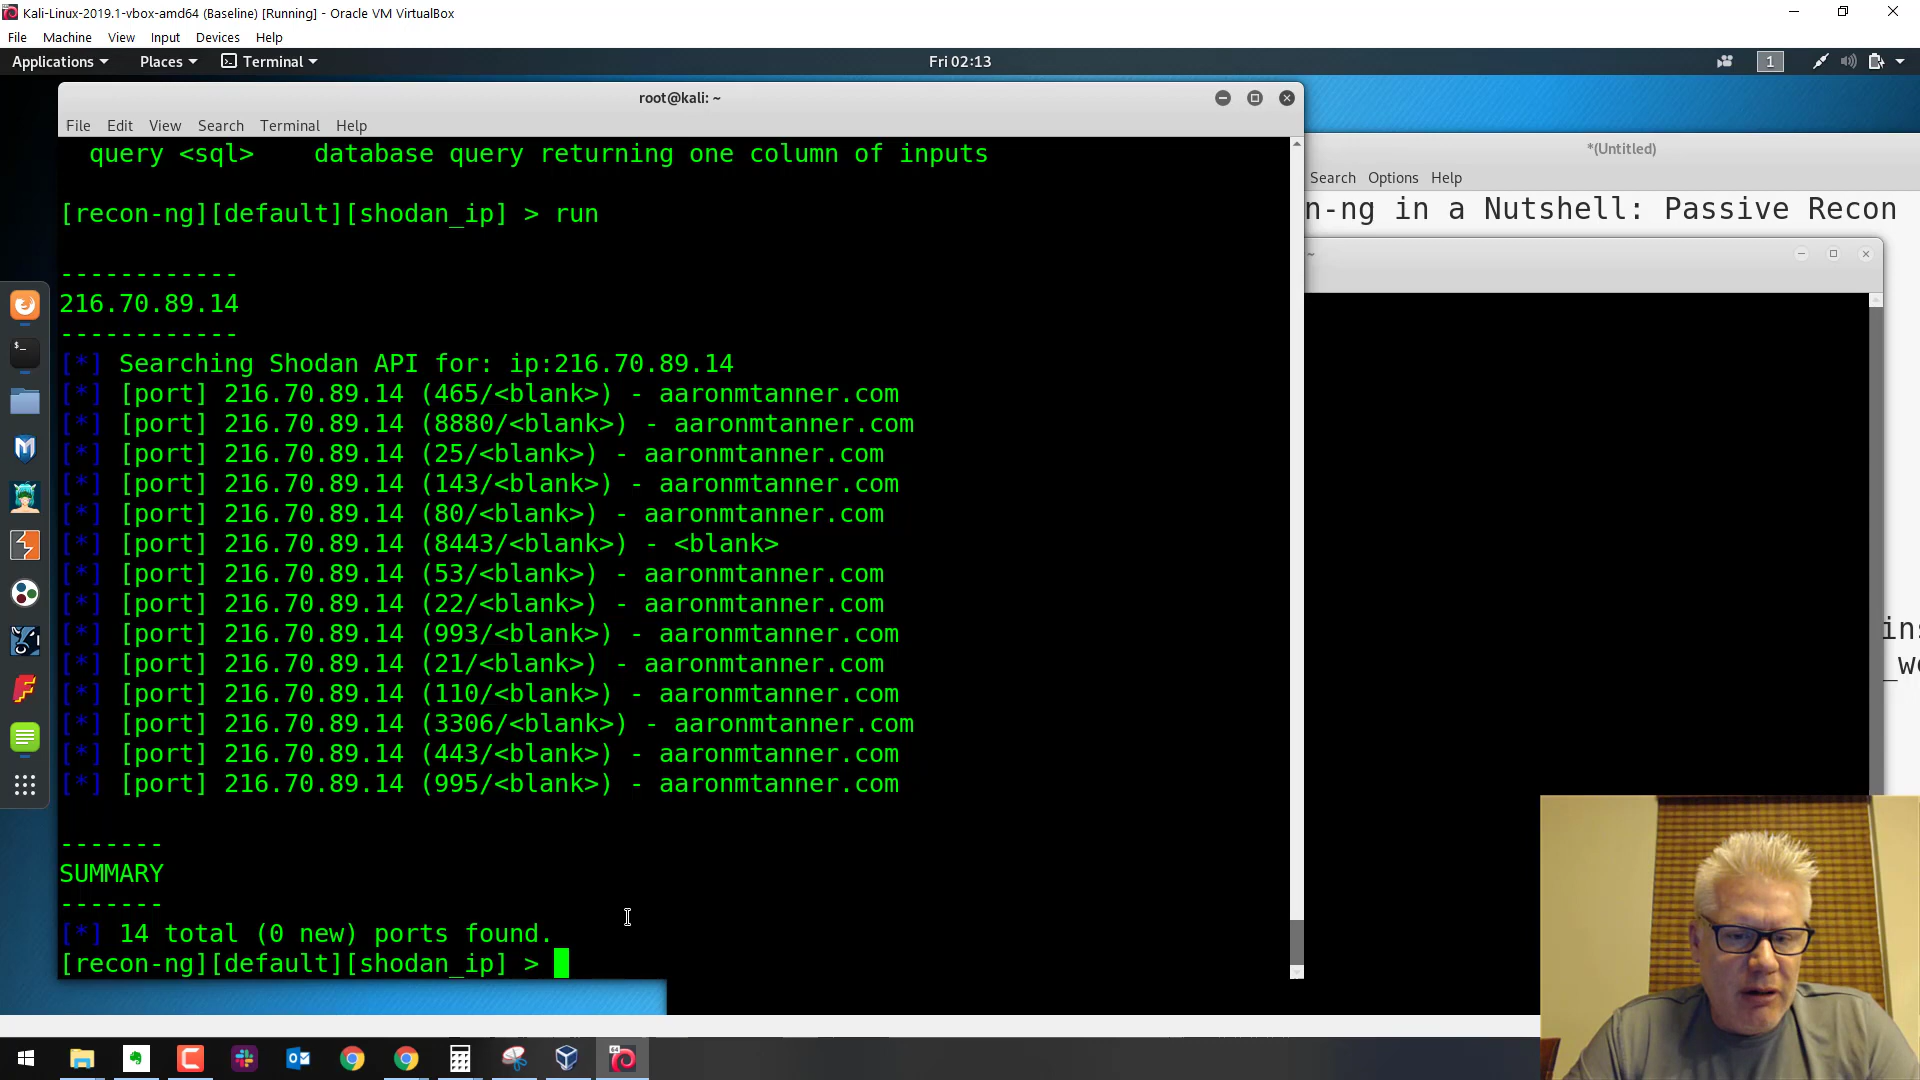 Kali-Linux-2019.1-vbox-amd64 (Baseline) [Running] - Oracle VM VirtualBox
File Machine View Input Devices Help
Applications Places Terminal Fri 02:13 1
root@kali: ~
File Edit View Search Terminal Help
query <sql> database query returning one column of inputs
[recon-ng][default][shodan_ip] > run
------------
216.70.89.14
------------
[*] Searching Shodan API for: ip:216.70.89.14
[*] [port] 216.70.89.14 (465/<blank>) - aaronmtanner.com
[*] [port] 216.70.89.14 (8880/<blank>) - aaronmtanner.com
[*] [port] 216.70.89.14 (25/<blank>) - aaronmtanner.com
[*] [port] 216.70.89.14 (143/<blank>) - aaronmtanner.com
[*] [port] 216.70.89.14 (80/<blank>) - aaronmtanner.com
[*] [port] 216.70.89.14 (8443/<blank>) - <blank>
[*] [port] 216.70.89.14 (53/<blank>) - aaronmtanner.com
[*] [port] 216.70.89.14 (22/<blank>) - aaronmtanner.com
[*] [port] 216.70.89.14 (993/<blank>) - aaronmtanner.com
[*] [port] 216.70.89.14 (21/<blank>) - aaronmtanner.com
[*] [port] 216.70.89.14 (110/<blank>) - aaronmtanner.com
[*] [port] 216.70.89.14 (3306/<blank>) - aaronmtanner.com
[*] [port] 216.70.89.14 (443/<blank>) - aaronmtanner.com
[*] [port] 216.70.89.14 (995/<blank>) - aaronmtanner.com
-------
SUMMARY
-------
[*] 14 total (0 new) ports found.
[recon-ng][default][shodan_ip] >
*(Untitled)
Search Options Help
n-ng in a Nutshell: Passive Recon
~
ins
_we